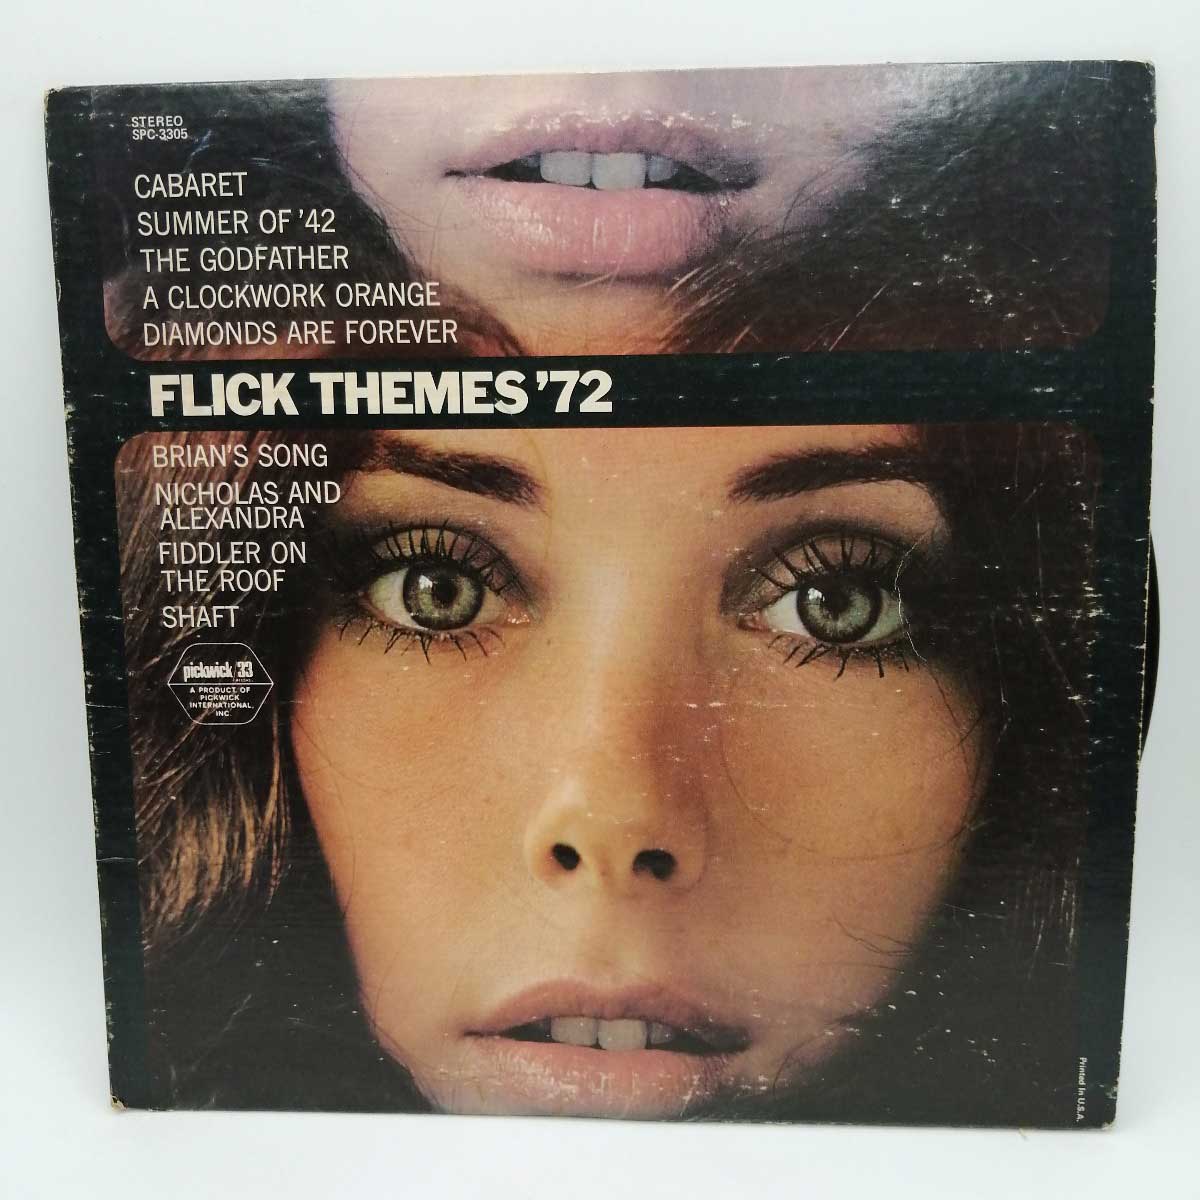 STEREO
SPC-3305
CABARET
SUMMER OF '42
THE GODFATHER
A CLOCKWORK ORANGE
DIAMONDS ARE FOREVER
FLICK THEMES '72
BRIAN'S SONG
NICHOLAS AND
ALEXANDRA
FIDDLER ON
THE ROOF
SHAFT
pickwick/33
RECORDS
A PRODUCT OF
PICKWICK
INTERNATIONAL,
INC.
Printed in U.S.A.